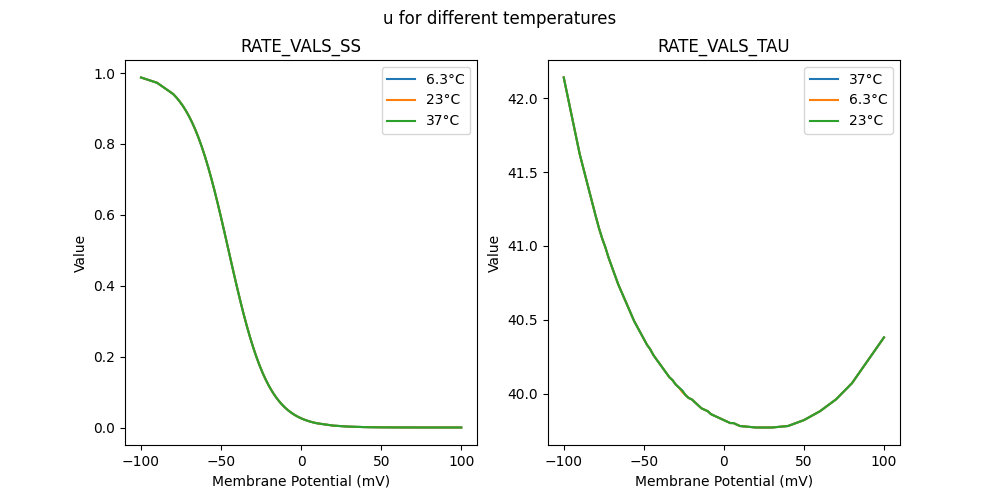 u for different temperatures
RATE_VALS_SS
1.0
0.8
0.6
0.4
0.2
0.0
Value
−100
−50
0
50
100
Membrane Potential (mV)
6.3°C
23°C
37°C
RATE_VALS_TAU
42.0
41.5
41.0
40.5
40.0
Value
−100
−50
0
50
100
Membrane Potential (mV)
37°C
6.3°C
23°C